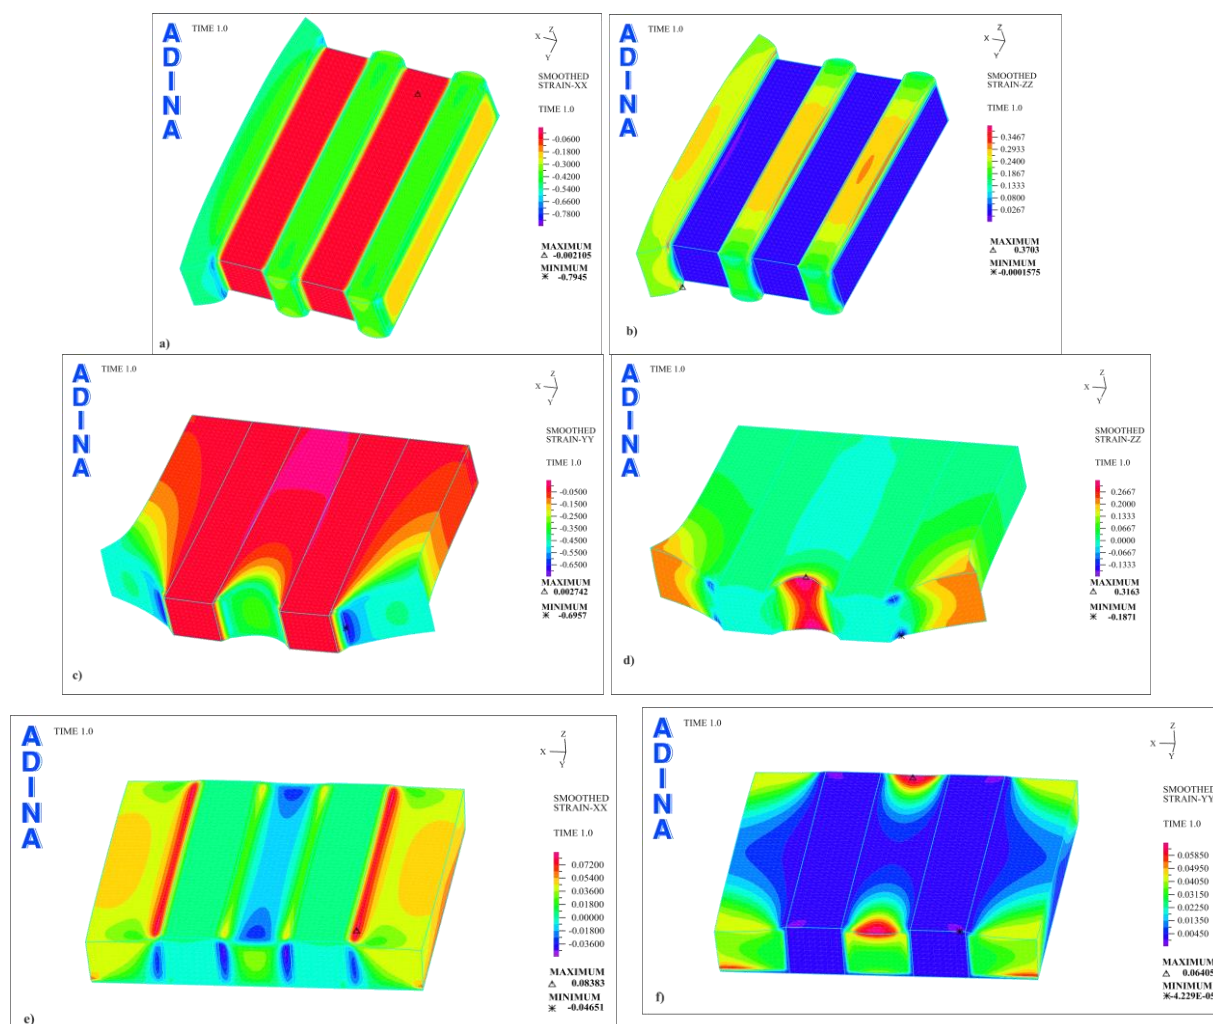 ADINA
TIME 1.0
Z
X
Y
SMOOTHED
STRAIN-XX
TIME 1.0
-0.0600
-0.1800
-0.3000
-0.4200
-0.5400
-0.6600
-0.7800
MAXIMUM
△ -0.002105
MINIMUM
* -0.7945
a)
ADINA
TIME 1.0
Z
X
Y
SMOOTHED
STRAIN-ZZ
TIME 1.0
0.3467
0.2933
0.2400
0.1867
0.1333
0.0800
0.0267
MAXIMUM
△ 0.3703
MINIMUM
* -0.0001575
b)
ADINA
TIME 1.0
Z
X
Y
SMOOTHED
STRAIN-YY
TIME 1.0
-0.0500
-0.1500
-0.2500
-0.3500
-0.4500
-0.5500
-0.6500
MAXIMUM
△ 0.002742
MINIMUM
* -0.6957
c)
ADINA
TIME 1.0
Z
X
Y
SMOOTHED
STRAIN-ZZ
TIME 1.0
0.2667
0.2000
0.1333
0.0667
0.0000
-0.0667
-0.1333
MAXIMUM
△ 0.3163
MINIMUM
* -0.1871
d)
ADINA
TIME 1.0
Z
X
Y
SMOOTHED
STRAIN-XX
TIME 1.0
0.07200
0.05400
0.03600
0.01800
0.00000
-0.01800
-0.03600
MAXIMUM
△ 0.08383
MINIMUM
* -0.04651
e)
ADINA
TIME 1.0
Z
X
Y
SMOOTHED
STRAIN-YY
TIME 1.0
0.05850
0.04950
0.04050
0.03150
0.02250
0.01350
0.00450
MAXIMUM
△ 0.06405
MINIMUM
* -4.229E-05
f)